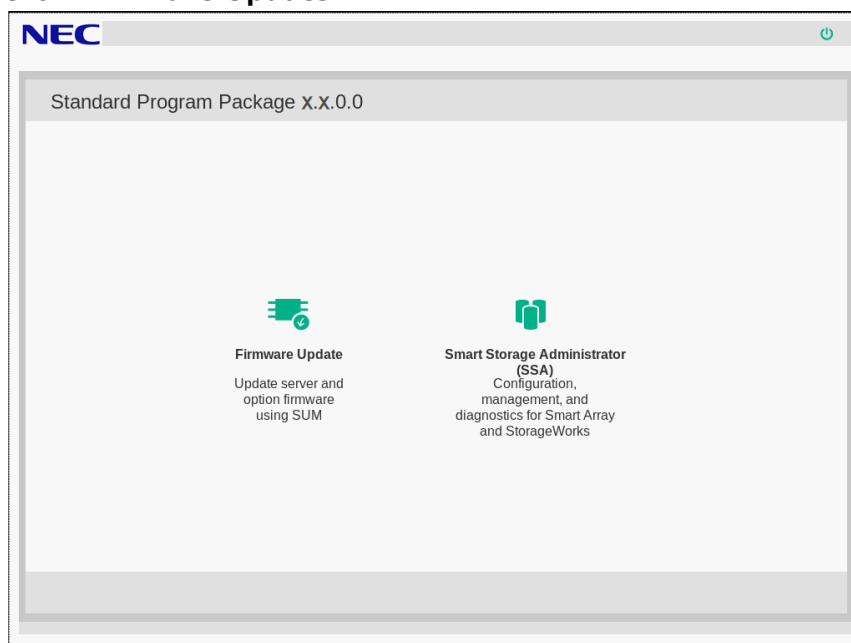 NEC
Standard Program Package X.X.0.0
Firmware Update
Update server and
option firmware
using SUM
Smart Storage Administrator
(SSA)
Configuration,
management, and
diagnostics for Smart Array
and StorageWorks